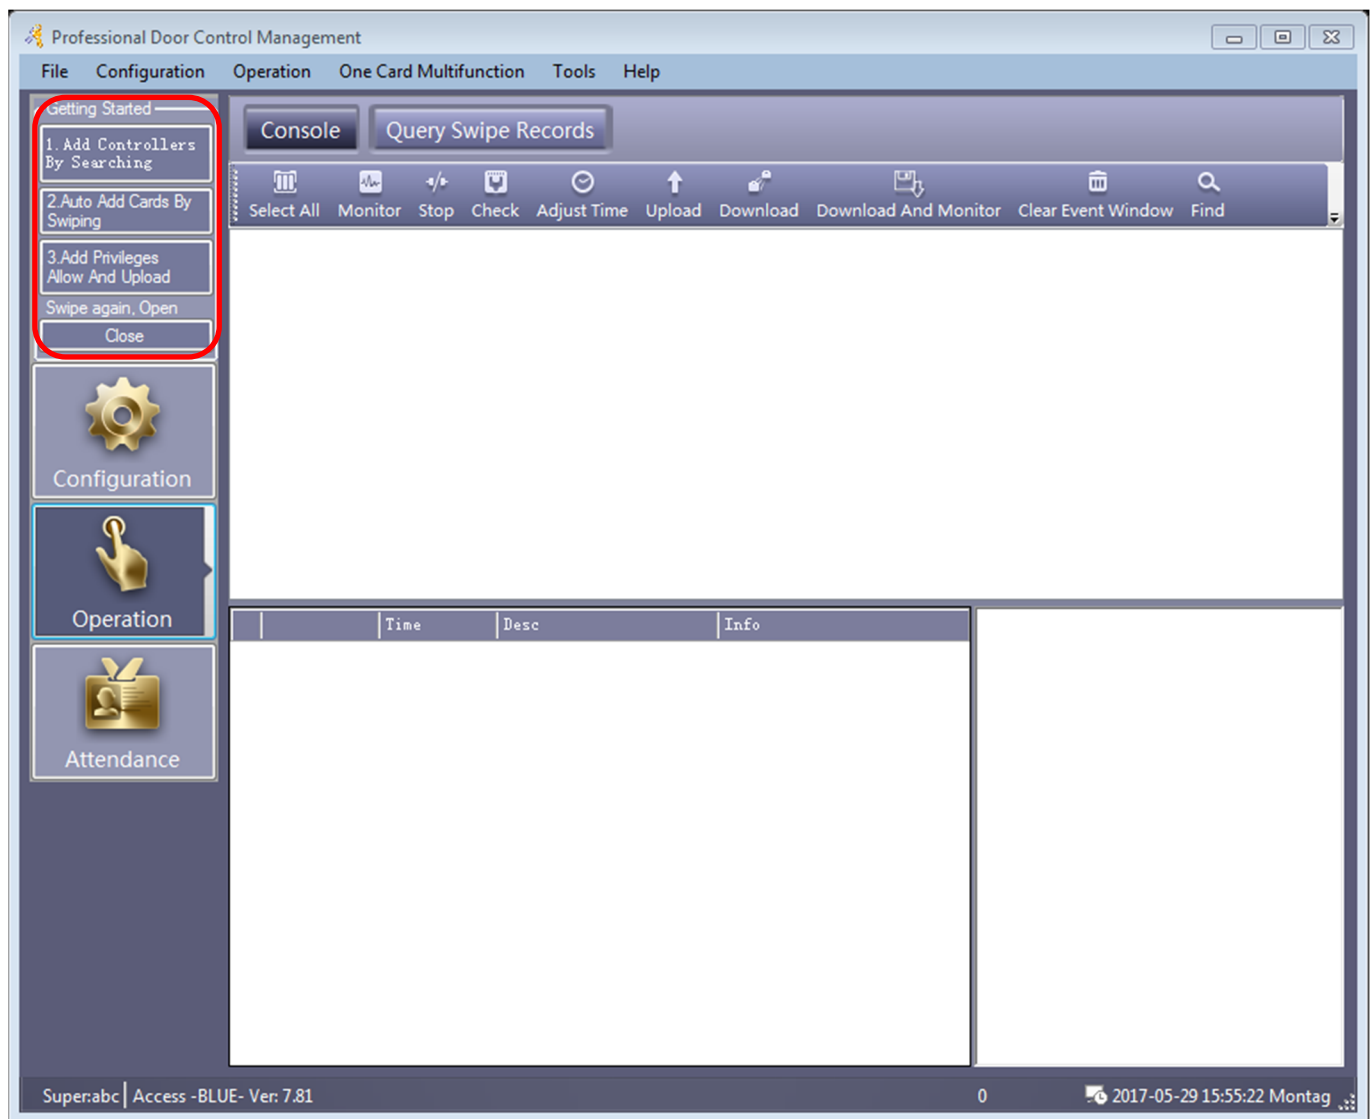 Professional Door Control Management
File Configuration Operation One Card Multifunction Tools Help
Getting Started
1.Add Controllers
By Searching
2.Auto Add Cards By
Swiping
3.Add Privileges
Allow And Upload
Swipe again, Open
Close
Configuration
Operation
Attendance
Console Query Swipe Records
Select All Monitor Stop Check Adjust Time Upload Download Download And Monitor Clear Event Window Find
Time Desc Info
Super:abc Access -BLUE- Ver: 7.81 0 2017-05-29 15:55:22 Montag